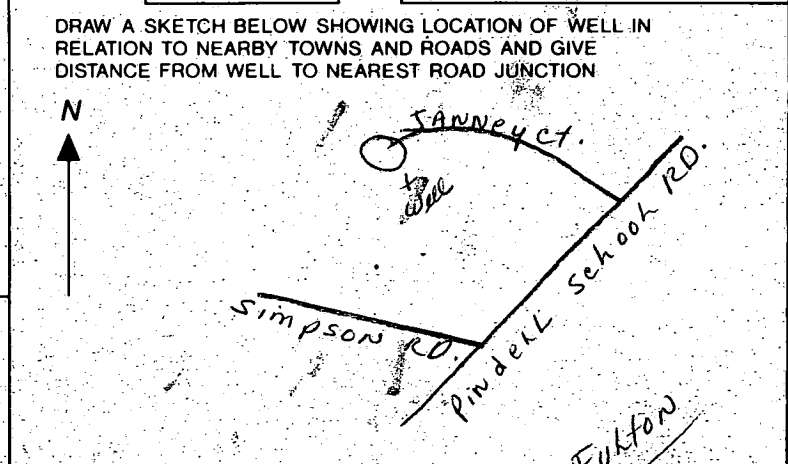 DRAW A SKETCH BELOW SHOWING LOCATION OF WELL IN
RELATION TO NEARBY TOWNS AND ROADS AND GIVE
DISTANCE FROM WELL TO NEAREST ROAD JUNCTION
N
JANNEY CT.
+
Well
SIMPSON RD.
Pindell School RD.
Fulton